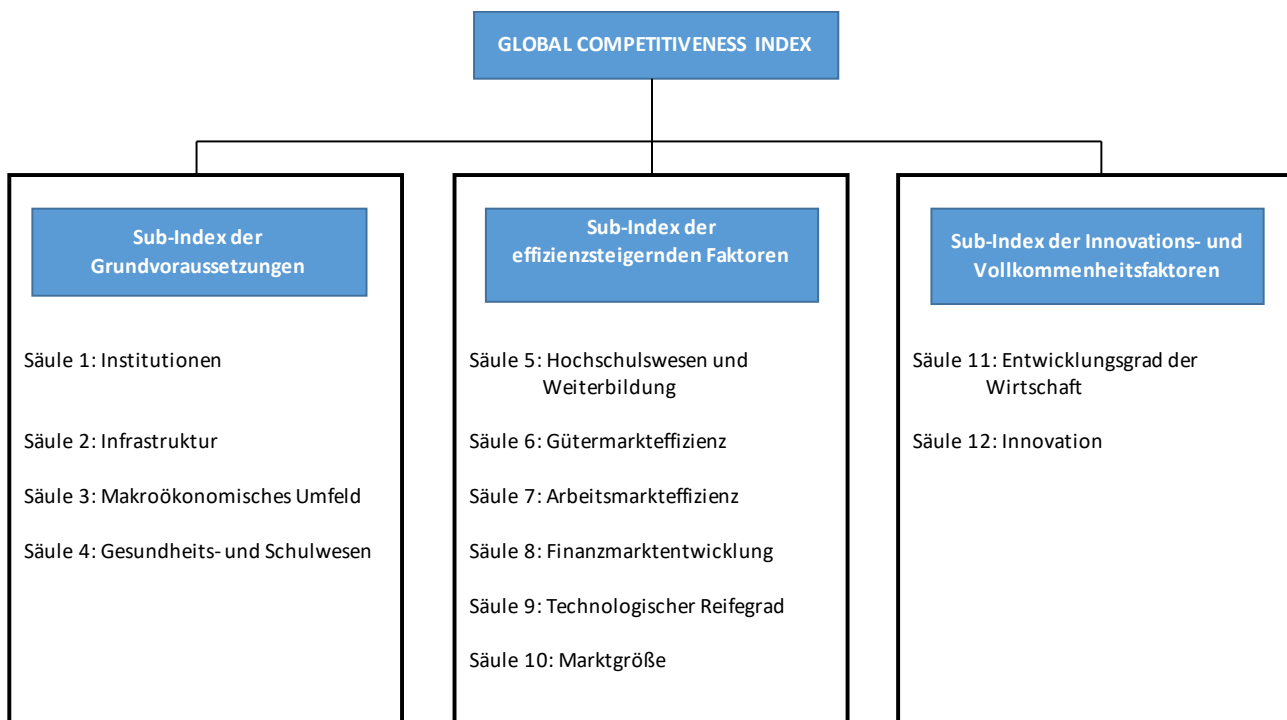 GLOBAL COMPETITIVENESS INDEX
Sub-Index der
Grundvoraussetzungen
Säule 1: Institutionen
Säule 2: Infrastruktur
Säule 3: Makroökonomisches Umfeld
Säule 4: Gesundheits- und Schulwesen
Sub-Index der
effizienzsteigernden Faktoren
Säule 5: Hochschulswesen und
Weiterbildung
Säule 6: Gütermarkteffizienz
Säule 7: Arbeitsmarkteffizienz
Säule 8: Finanzmarktentwicklung
Säule 9: Technologischer Reifegrad
Säule 10: Marktgröße
Sub-Index der Innovations- und
Vollkommenheitsfaktoren
Säule 11: Entwicklungsgrad der
Wirtschaft
Säule 12: Innovation